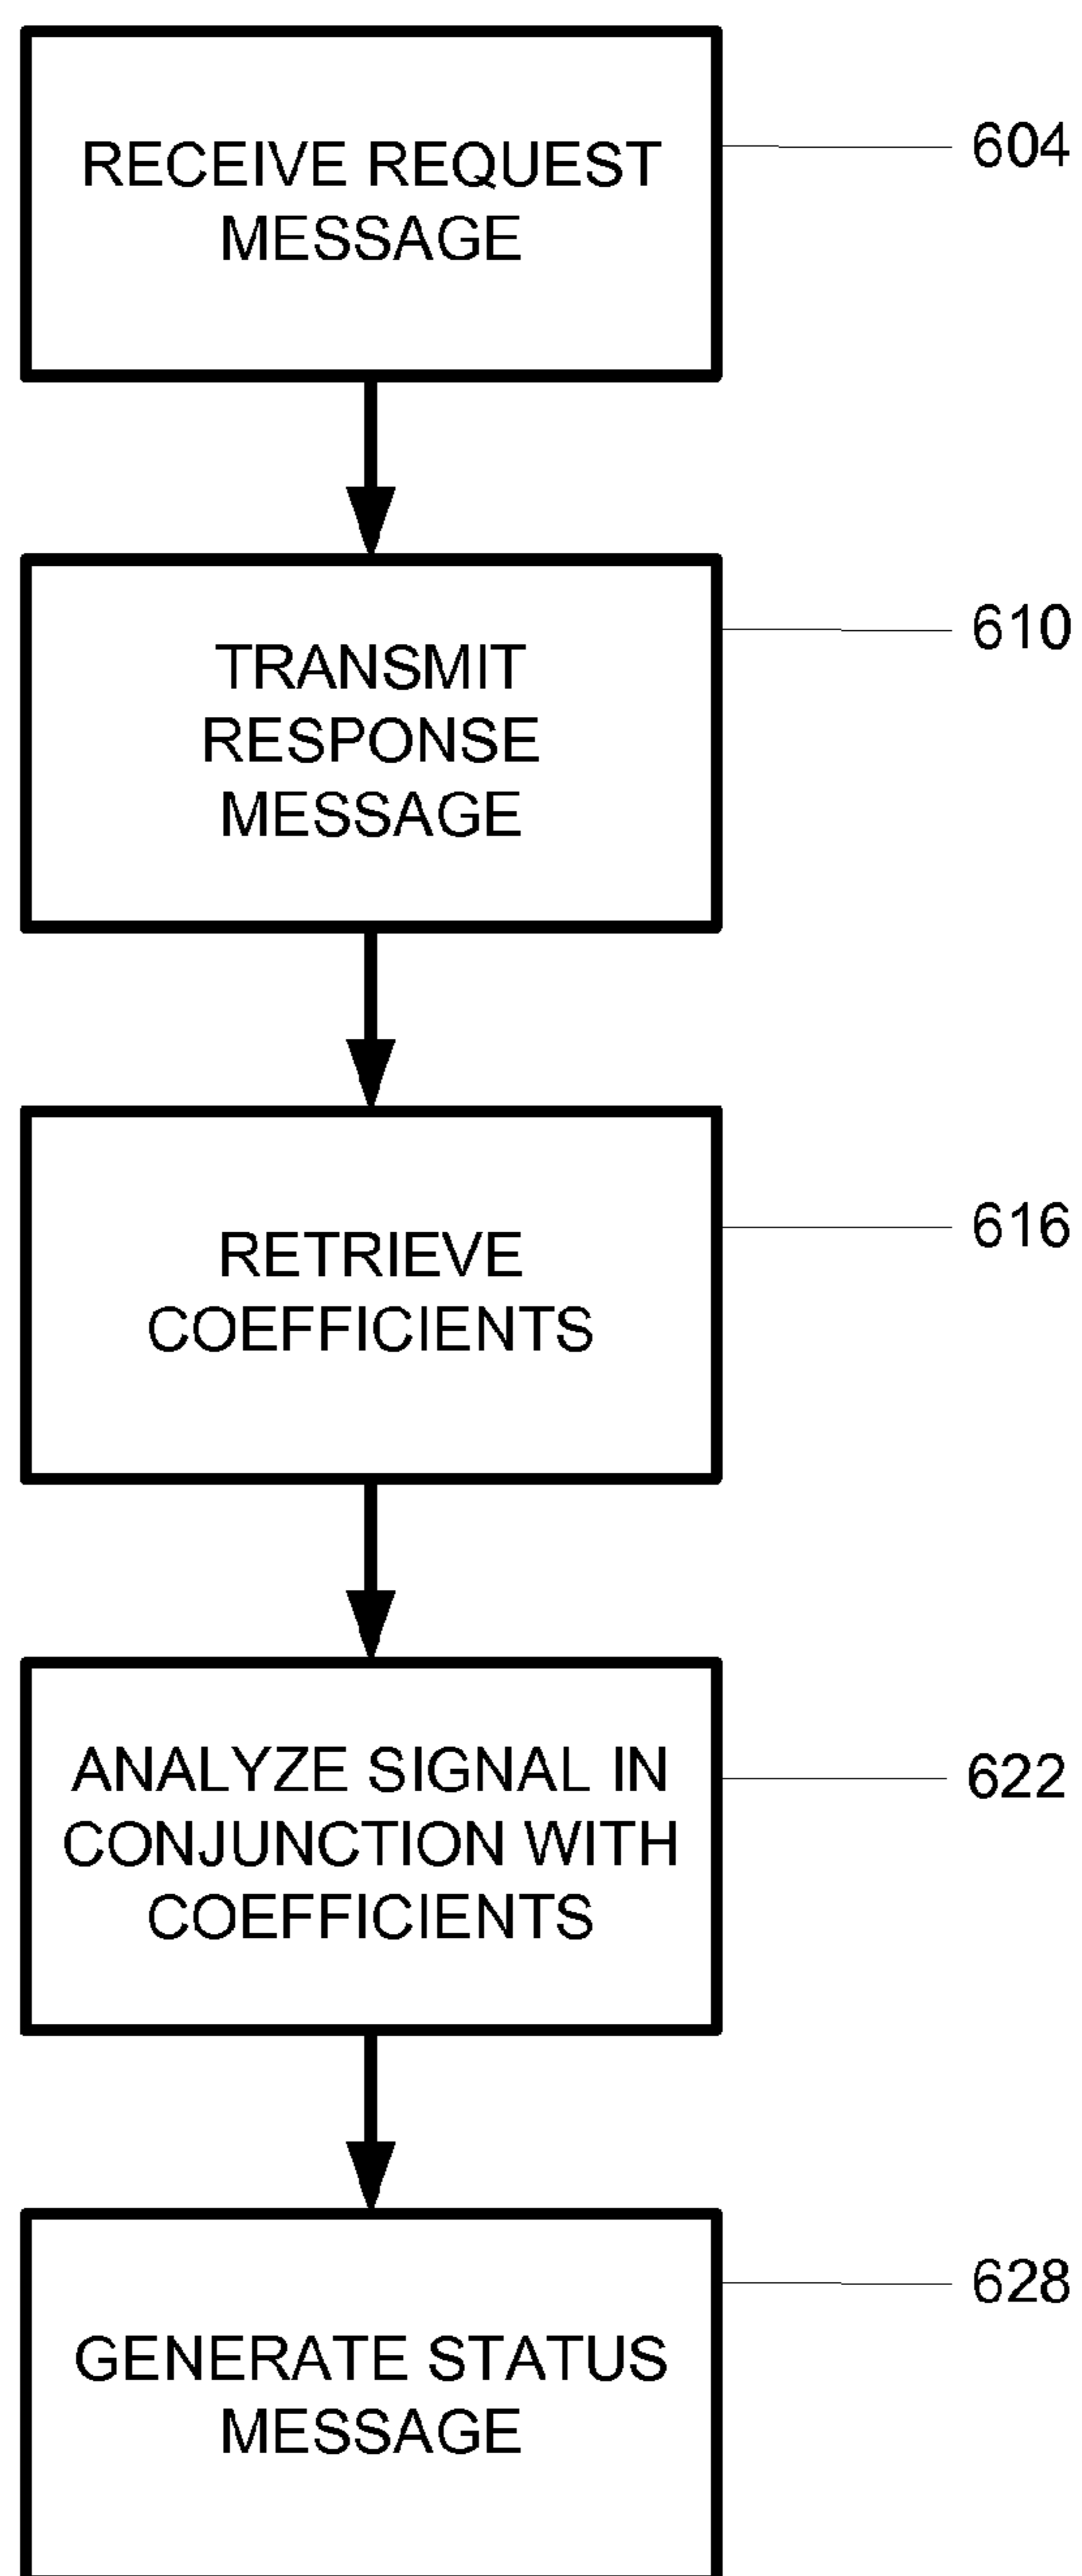 RECEIVE REQUEST
MESSAGE
604
TRANSMIT
RESPONSE
MESSAGE
610
RETRIEVE
COEFFICIENTS
616
ANALYZE SIGNAL IN
CONJUNCTION WITH
COEFFICIENTS
622
GENERATE STATUS
MESSAGE
628